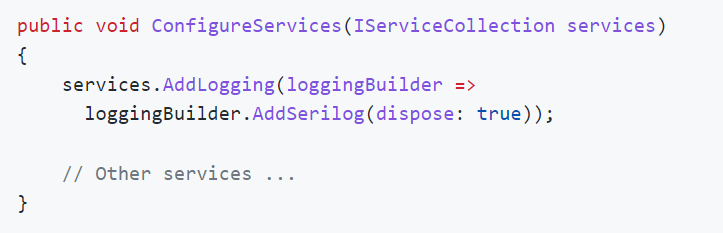 public void ConfigureServices(IServiceCollection services)
{
    services.AddLogging(loggingBuilder =>
      loggingBuilder.AddSerilog(dispose: true));

    // Other services ...
}